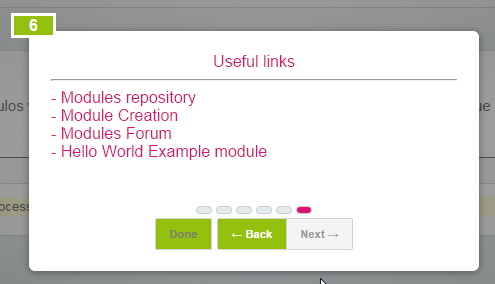 6
Useful links
- Modules repository
- Module Creation
- Modules Forum
- Hello World Example module
Done
← Back
Next →